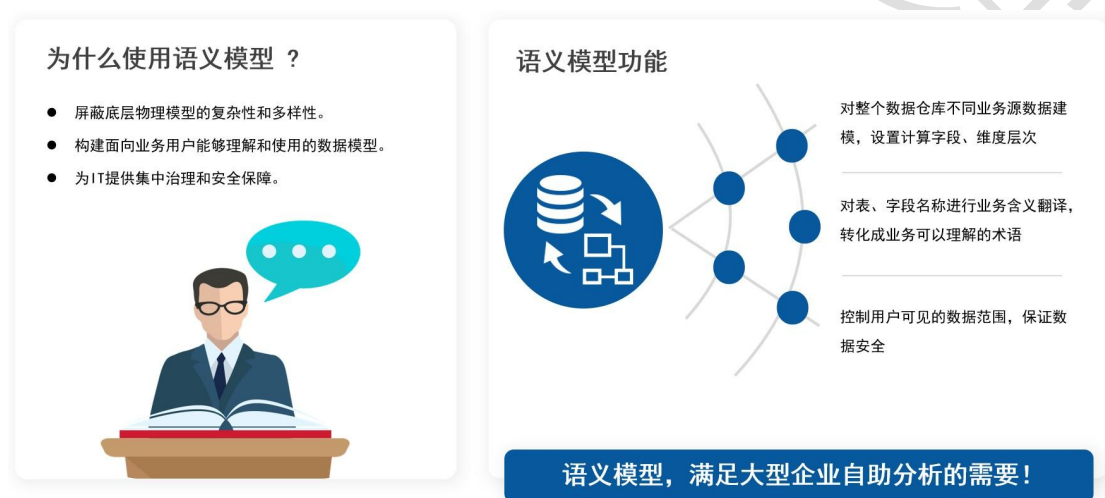 为什么使用语义模型 ?
● 屏蔽底层物理模型的复杂性和多样性。
● 构建面向业务用户能够理解和使用的数据模型。
● 为IT提供集中治理和安全保障。
语义模型功能
对整个数据仓库不同业务源数据建
模，设置计算字段、维度层次
对表、字段名称进行业务含义翻译，
转化成业务可以理解的术语
控制用户可见的数据范围，保证数
据安全
语义模型，满足大型企业自助分析的需要！